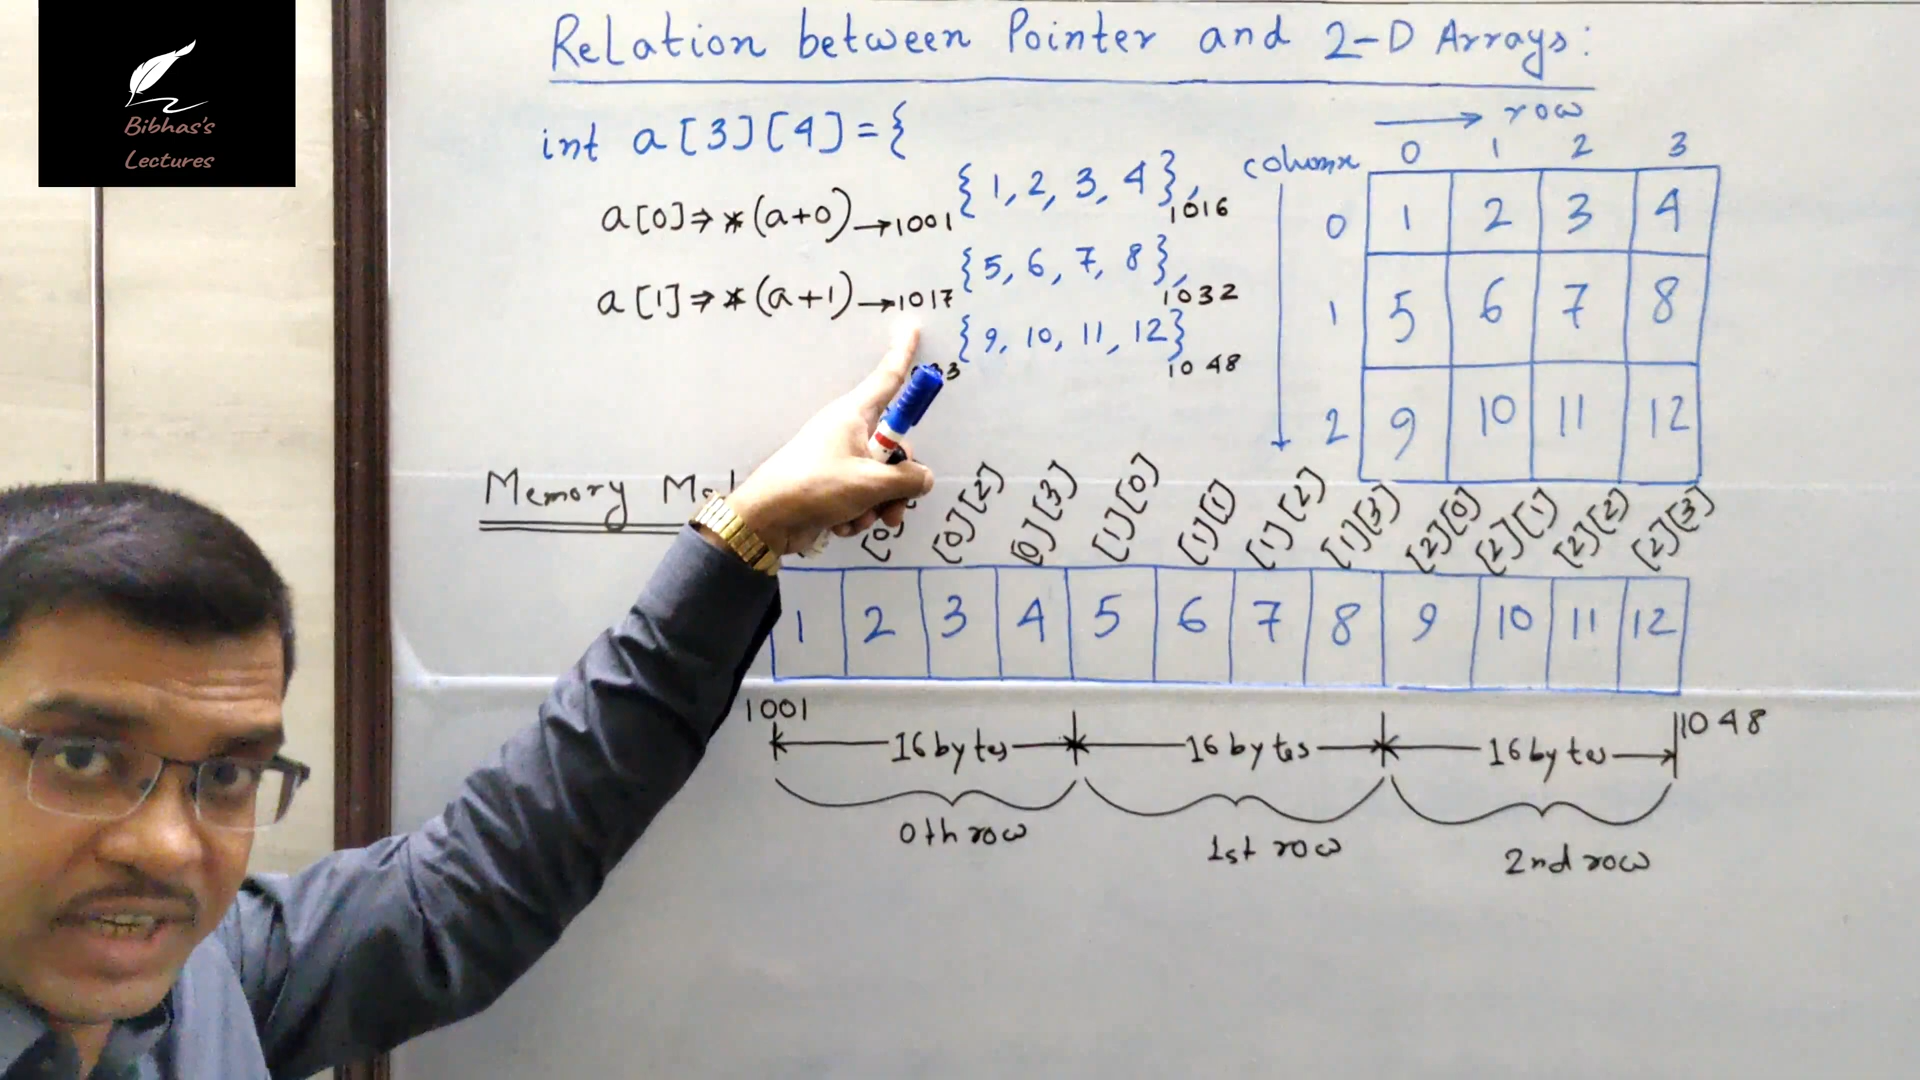 Bibhas's
Lectures
Relation between Pointer and 2-D Arrays:
int a[3][4]={
a[0]⇒*(a+0)→1001 {1, 2, 3, 4}, 1016
a[1]⇒*(a+1)→1017 {5, 6, 7, 8}, 1032
{9, 10, 11, 12} 1048
→ row
column 0 1 2 3
0 1 2 3 4
1 5 6 7 8
2 9 10 11 12
Memory
[0][2] [0][3] [1][0] [1][1] [1][2] [1][3] [2][0] [2][1] [2][2] [2][3]
1 2 3 4 5 6 7 8 9 10 11 12
1001 1048
16 bytes 16 bytes 16 bytes
0th row 1st row 2nd row